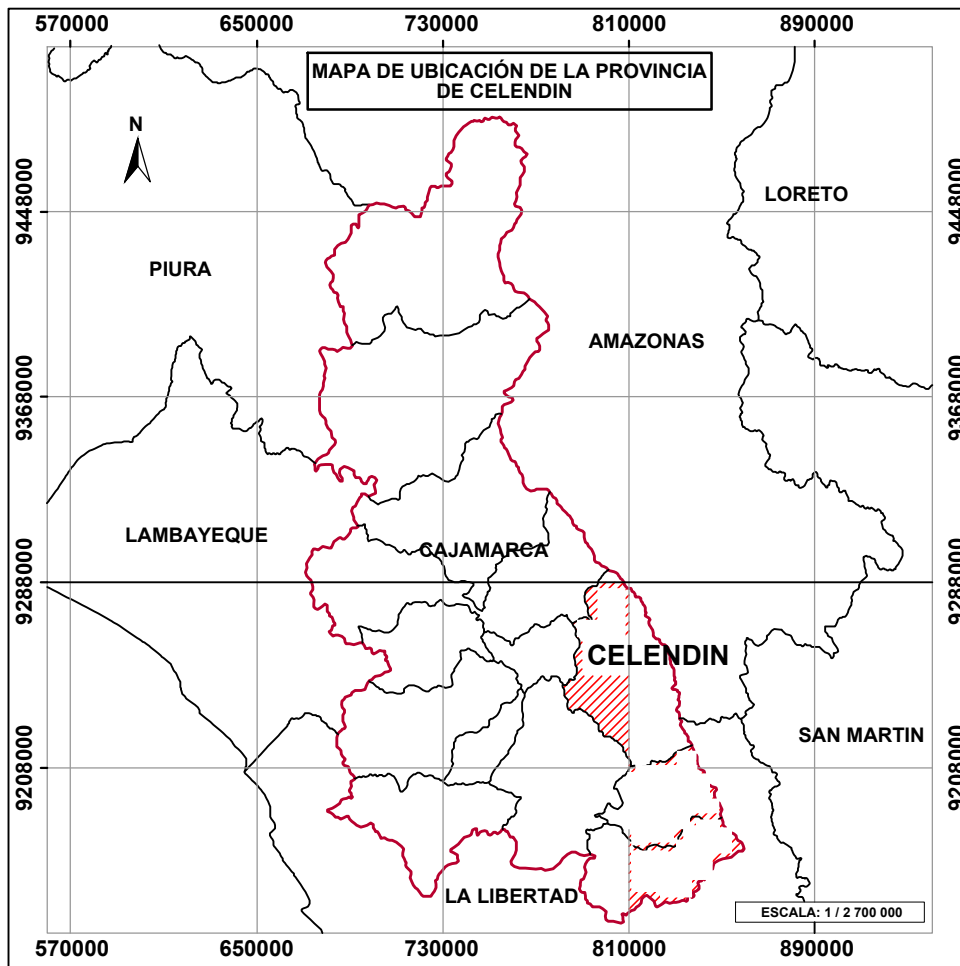 570000 650000 730000 810000 890000
MAPA DE UBICACIÓN DE LA PROVINCIA
DE CELENDIN
N
LORETO
9448000 9448000
PIURA
AMAZONAS
9368000 9368000
LAMBAYEQUE
CAJAMARCA
9288000 9288000
CELENDIN
SAN MARTIN
9208000 9208000
LA LIBERTAD
ESCALA: 1 / 2 700 000
570000 650000 730000 810000 890000